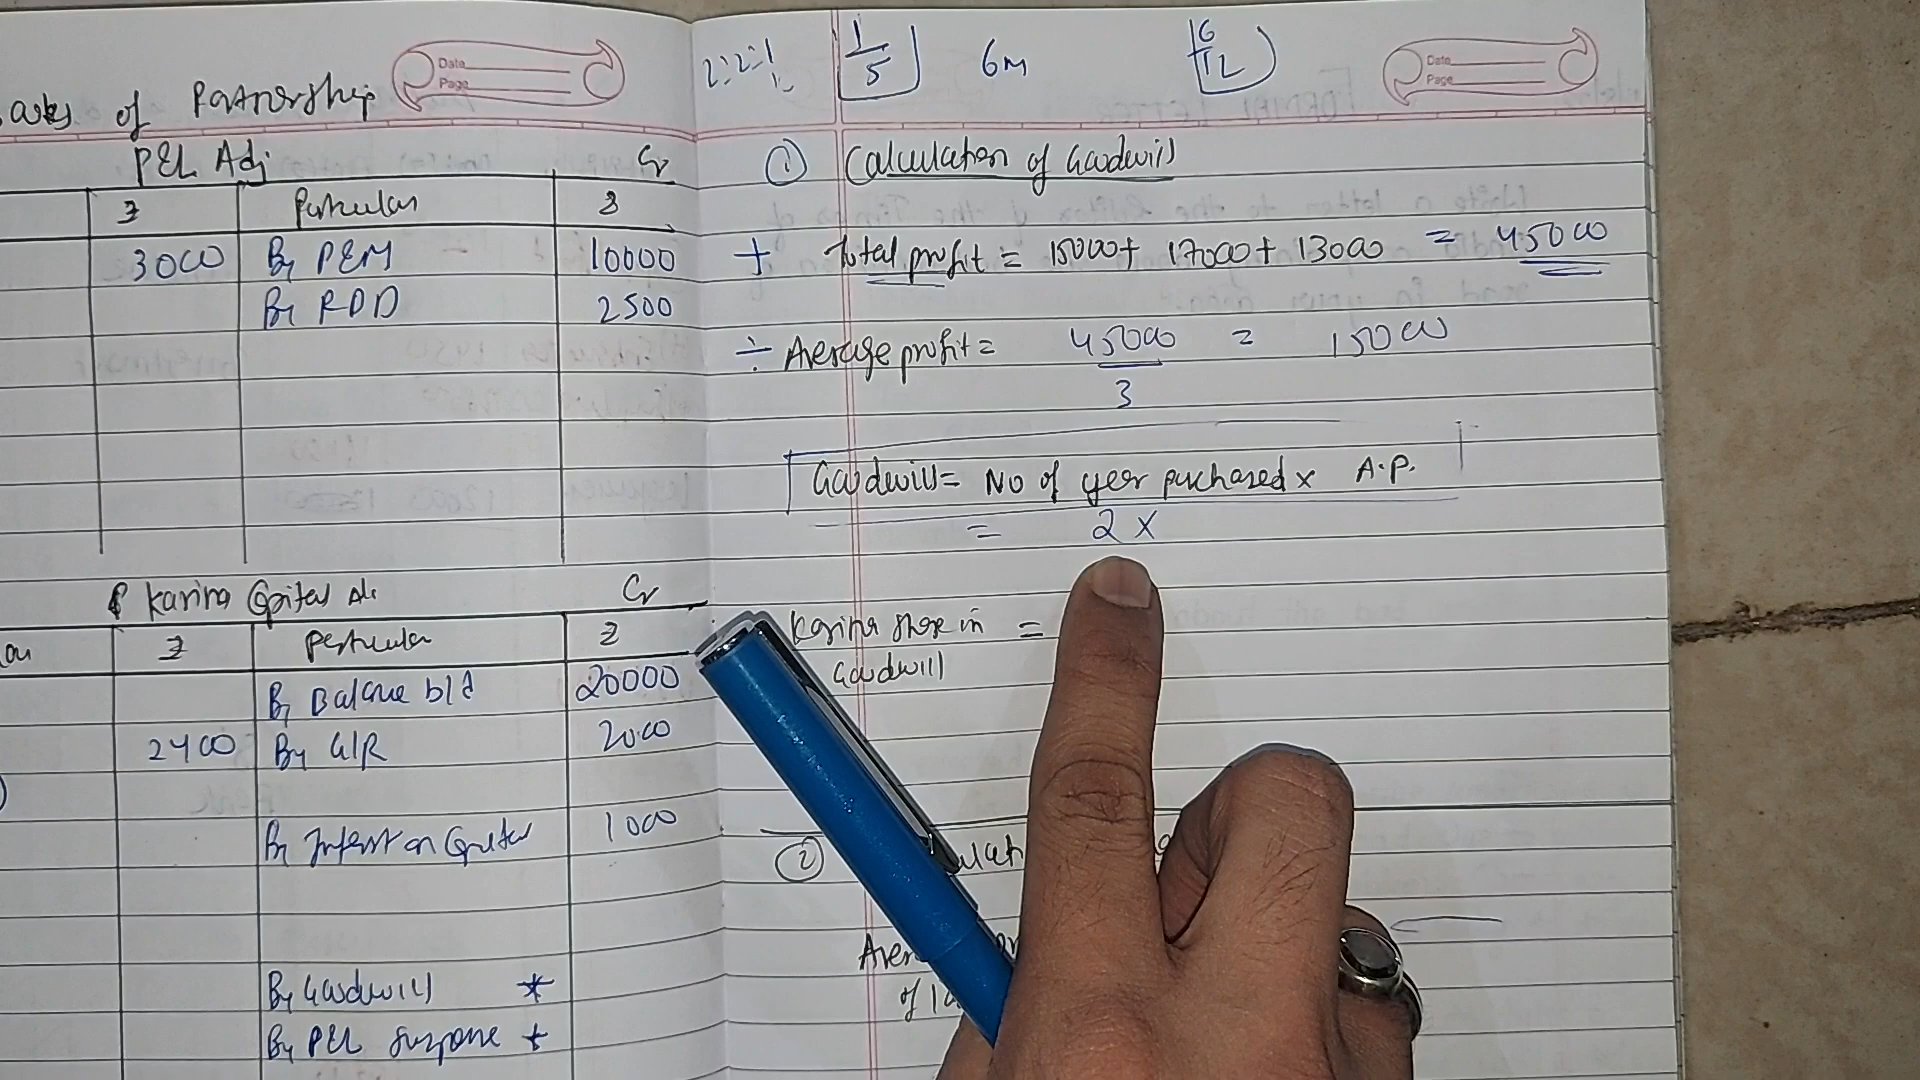 of Partnership
Date
Page
P&L Adj
Cr
₹ Particulars ₹
3000 By P&M 10000
By RDD 2500
Karina Capital A/c
Cr
₹ Particular ₹
By Balance b/d 20000
2400 By G/R 2000
By Interest on Capital 1000
By Goodwill *
By P&L Suspense *
2:2:1
1/5
6m
6/12
Date
Page
① Calculation of Goodwill
+ Total profit = 15000+ 17000+ 13000 = 45000
÷ Average profit = 45000/3 = 15000
Goodwill = No of year purchased x A.P.
= 2 x
Karina share in =
Goodwill
②